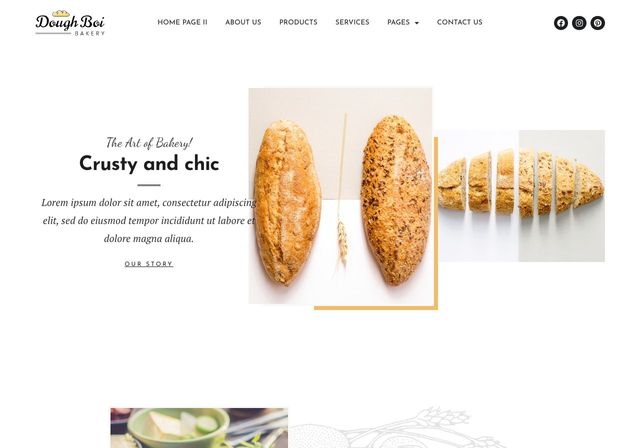 Dough Boi
BAKERY
HOME PAGE II
ABOUT US
PRODUCTS
SERVICES
PAGES
CONTACT US
The Art of Bakery!
Crusty and chic
Lorem ipsum dolor sit amet, consectetur adipiscing
elit, sed do eiusmod tempor incididunt ut labore et
dolore magna aliqua.
OUR STORY